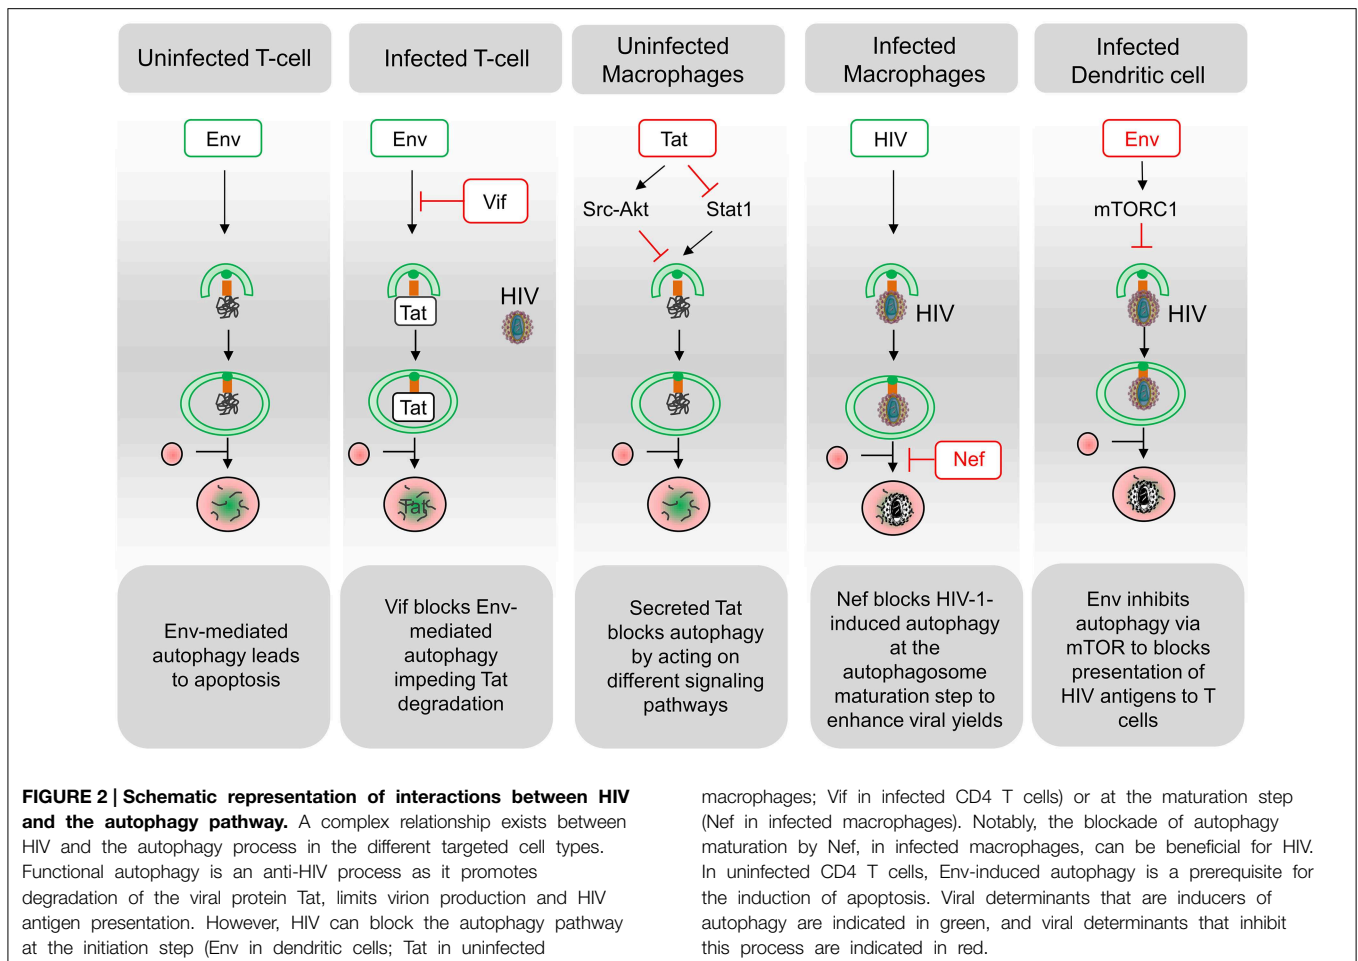 Uninfected T-cell
Infected T-cell
Uninfected
Macrophages
Infected
Macrophages
Infected
Dendritic cell
Env
Env
Vif
Tat
Src-Akt
Stat1
HIV
Env
mTORC1
Tat
HIV
HIV
HIV
Tat
Tat
Nef
Env-mediated
autophagy leads
to apoptosis
Vif blocks Env-
mediated
autophagy
impeding Tat
degradation
Secreted Tat
blocks autophagy
by acting on
different signaling
pathways
Nef blocks HIV-1-
induced autophagy
at the
autophagosome
maturation step to
enhance viral yields
Env inhibits
autophagy via
mTOR to blocks
presentation of
HIV antigens to T
cells
FIGURE 2 | Schematic representation of interactions between HIV
and the autophagy pathway. A complex relationship exists between
HIV and the autophagy process in the different targeted cell types.
Functional autophagy is an anti-HIV process as it promotes
degradation of the viral protein Tat, limits virion production and HIV
antigen presentation. However, HIV can block the autophagy pathway
at the initiation step (Env in dendritic cells; Tat in uninfected
macrophages; Vif in infected CD4 T cells) or at the maturation step
(Nef in infected macrophages). Notably, the blockade of autophagy
maturation by Nef, in infected macrophages, can be beneficial for HIV.
In uninfected CD4 T cells, Env-induced autophagy is a prerequisite for
the induction of apoptosis. Viral determinants that are inducers of
autophagy are indicated in green, and viral determinants that inhibit
this process are indicated in red.